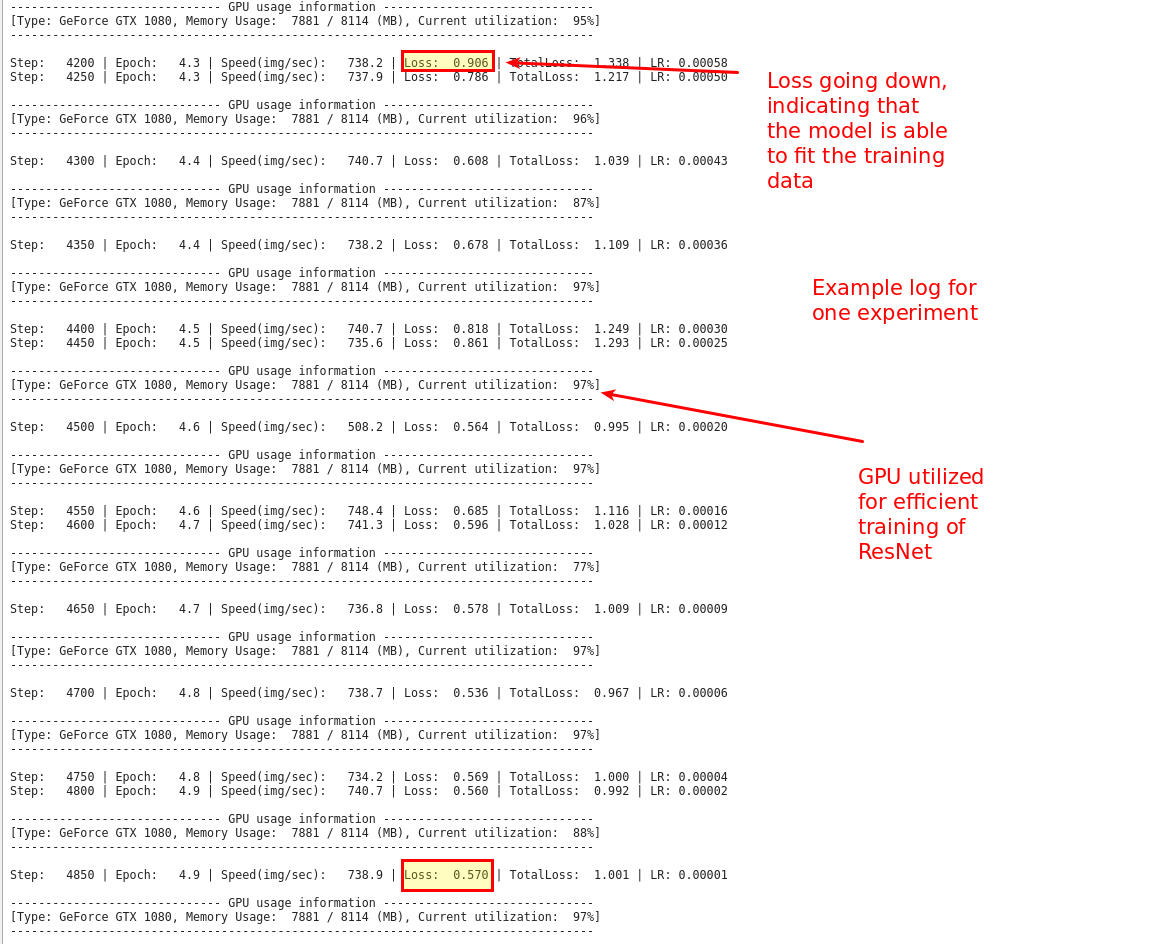 ---------------------------- GPU usage information ----------------------------
[Type: GeForce GTX 1080, Memory Usage:  7881 / 8114 (MB), Current utilization:  95%]
-----------------------------------------------------------------------------------
Step:   4200 | Epoch:   4.3 | Speed(img/sec):   738.2 | Loss:  0.906 | TotalLoss:  1.338 | LR: 0.00058
Step:   4250 | Epoch:   4.3 | Speed(img/sec):   737.9 | Loss:  0.786 | TotalLoss:  1.217 | LR: 0.00050
Loss going down,
indicating that
the model is able
to fit the training
data
------------------------------ GPU usage information ------------------------------
[Type: GeForce GTX 1080, Memory Usage:  7881 / 8114 (MB), Current utilization:  96%]
-----------------------------------------------------------------------------------
Step:   4300 | Epoch:   4.4 | Speed(img/sec):   740.7 | Loss:  0.608 | TotalLoss:  1.039 | LR: 0.00043
------------------------------ GPU usage information ------------------------------
[Type: GeForce GTX 1080, Memory Usage:  7881 / 8114 (MB), Current utilization:  87%]
-----------------------------------------------------------------------------------
Step:   4350 | Epoch:   4.4 | Speed(img/sec):   738.2 | Loss:  0.678 | TotalLoss:  1.109 | LR: 0.00036
------------------------------ GPU usage information ------------------------------
[Type: GeForce GTX 1080, Memory Usage:  7881 / 8114 (MB), Current utilization:  97%]
-----------------------------------------------------------------------------------
Example log for
one experiment
Step:   4400 | Epoch:   4.5 | Speed(img/sec):   740.7 | Loss:  0.818 | TotalLoss:  1.249 | LR: 0.00030
Step:   4450 | Epoch:   4.5 | Speed(img/sec):   735.6 | Loss:  0.861 | TotalLoss:  1.293 | LR: 0.00025
------------------------------ GPU usage information ------------------------------
[Type: GeForce GTX 1080, Memory Usage:  7881 / 8114 (MB), Current utilization:  97%]
-----------------------------------------------------------------------------------
Step:   4500 | Epoch:   4.6 | Speed(img/sec):   508.2 | Loss:  0.564 | TotalLoss:  0.995 | LR: 0.00020
------------------------------ GPU usage information ------------------------------
[Type: GeForce GTX 1080, Memory Usage:  7881 / 8114 (MB), Current utilization:  97%]
-----------------------------------------------------------------------------------
GPU utilized
for efficient
training of
ResNet
Step:   4550 | Epoch:   4.6 | Speed(img/sec):   748.4 | Loss:  0.685 | TotalLoss:  1.116 | LR: 0.00016
Step:   4600 | Epoch:   4.7 | Speed(img/sec):   741.3 | Loss:  0.596 | TotalLoss:  1.028 | LR: 0.00012
------------------------------ GPU usage information ------------------------------
[Type: GeForce GTX 1080, Memory Usage:  7881 / 8114 (MB), Current utilization:  77%]
-----------------------------------------------------------------------------------
Step:   4650 | Epoch:   4.7 | Speed(img/sec):   736.8 | Loss:  0.578 | TotalLoss:  1.009 | LR: 0.00009
------------------------------ GPU usage information ------------------------------
[Type: GeForce GTX 1080, Memory Usage:  7881 / 8114 (MB), Current utilization:  97%]
-----------------------------------------------------------------------------------
Step:   4700 | Epoch:   4.8 | Speed(img/sec):   738.7 | Loss:  0.536 | TotalLoss:  0.967 | LR: 0.00006
------------------------------ GPU usage information ------------------------------
[Type: GeForce GTX 1080, Memory Usage:  7881 / 8114 (MB), Current utilization:  97%]
-----------------------------------------------------------------------------------
Step:   4750 | Epoch:   4.8 | Speed(img/sec):   734.2 | Loss:  0.569 | TotalLoss:  1.000 | LR: 0.00004
Step:   4800 | Epoch:   4.9 | Speed(img/sec):   740.7 | Loss:  0.560 | TotalLoss:  0.992 | LR: 0.00002
------------------------------ GPU usage information ------------------------------
[Type: GeForce GTX 1080, Memory Usage:  7881 / 8114 (MB), Current utilization:  88%]
-----------------------------------------------------------------------------------
Step:   4850 | Epoch:   4.9 | Speed(img/sec):   738.9 | Loss:  0.570 | TotalLoss:  1.001 | LR: 0.00001
------------------------------ GPU usage information ------------------------------
[Type: GeForce GTX 1080, Memory Usage:  7881 / 8114 (MB), Current utilization:  97%]
-----------------------------------------------------------------------------------